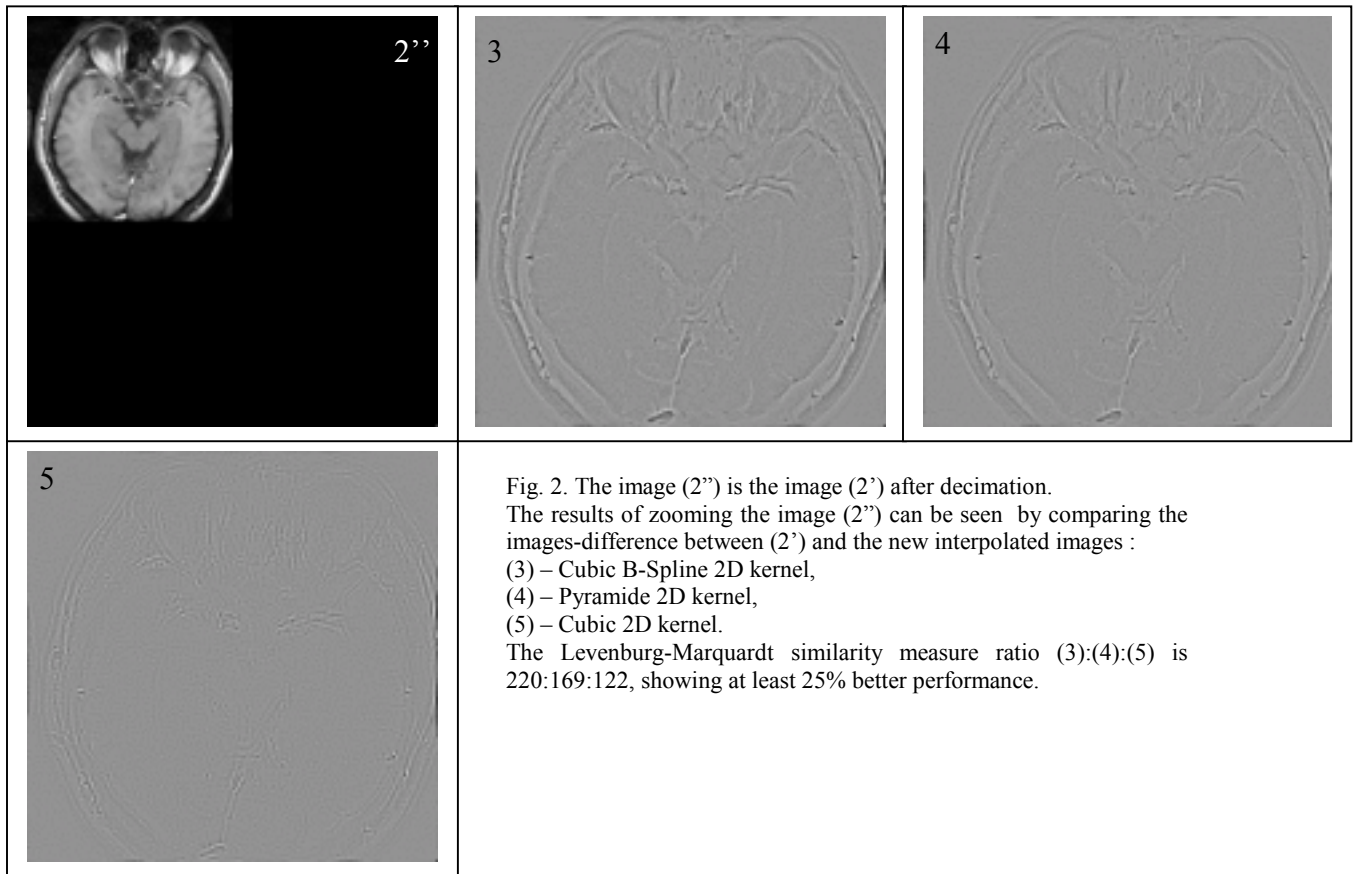 2’’
3
4
5
Fig. 2. The image (2”) is the image (2’) after decimation.
The results of zooming the image (2”) can be seen by comparing the
images-difference between (2’) and the new interpolated images :
(3) – Cubic B-Spline 2D kernel,
(4) – Pyramide 2D kernel,
(5) – Cubic 2D kernel.
The Levenburg-Marquardt similarity measure ratio (3):(4):(5) is
220:169:122, showing at least 25% better performance.